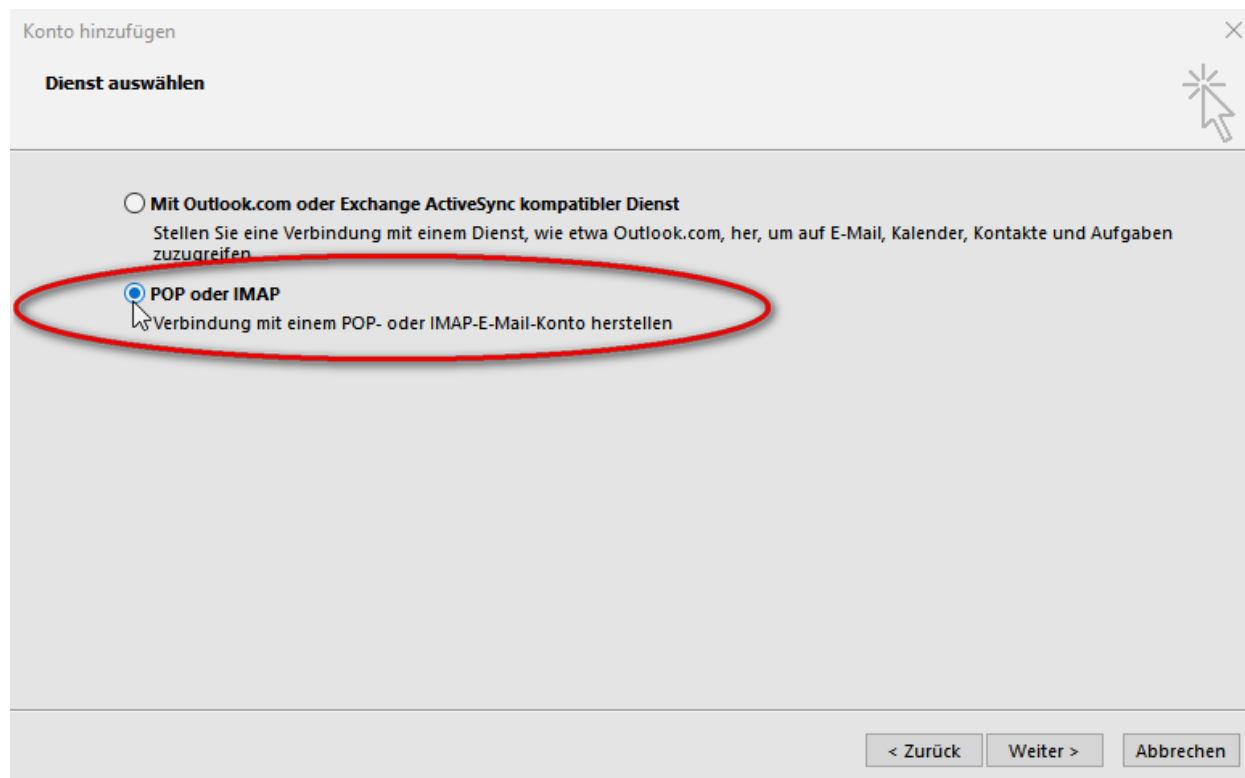 Konto hinzufügen
Dienst auswählen
Mit Outlook.com oder Exchange ActiveSync kompatibler Dienst
Stellen Sie eine Verbindung mit einem Dienst, wie etwa Outlook.com, her, um auf E-Mail, Kalender, Kontakte und Aufgaben
zuzugreifen
POP oder IMAP
Verbindung mit einem POP- oder IMAP-E-Mail-Konto herstellen
< Zurück
Weiter >
Abbrechen